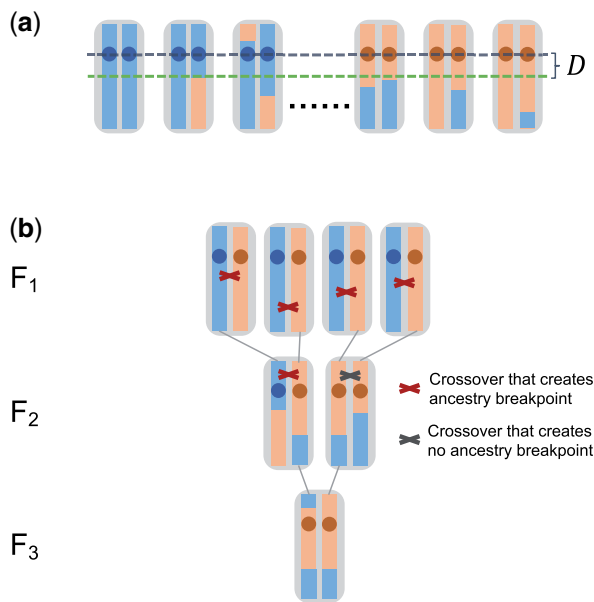 (a)
D
(b)
F1
F2
Crossover that creates
ancestry breakpoint
Crossover that creates
no ancestry breakpoint
F3